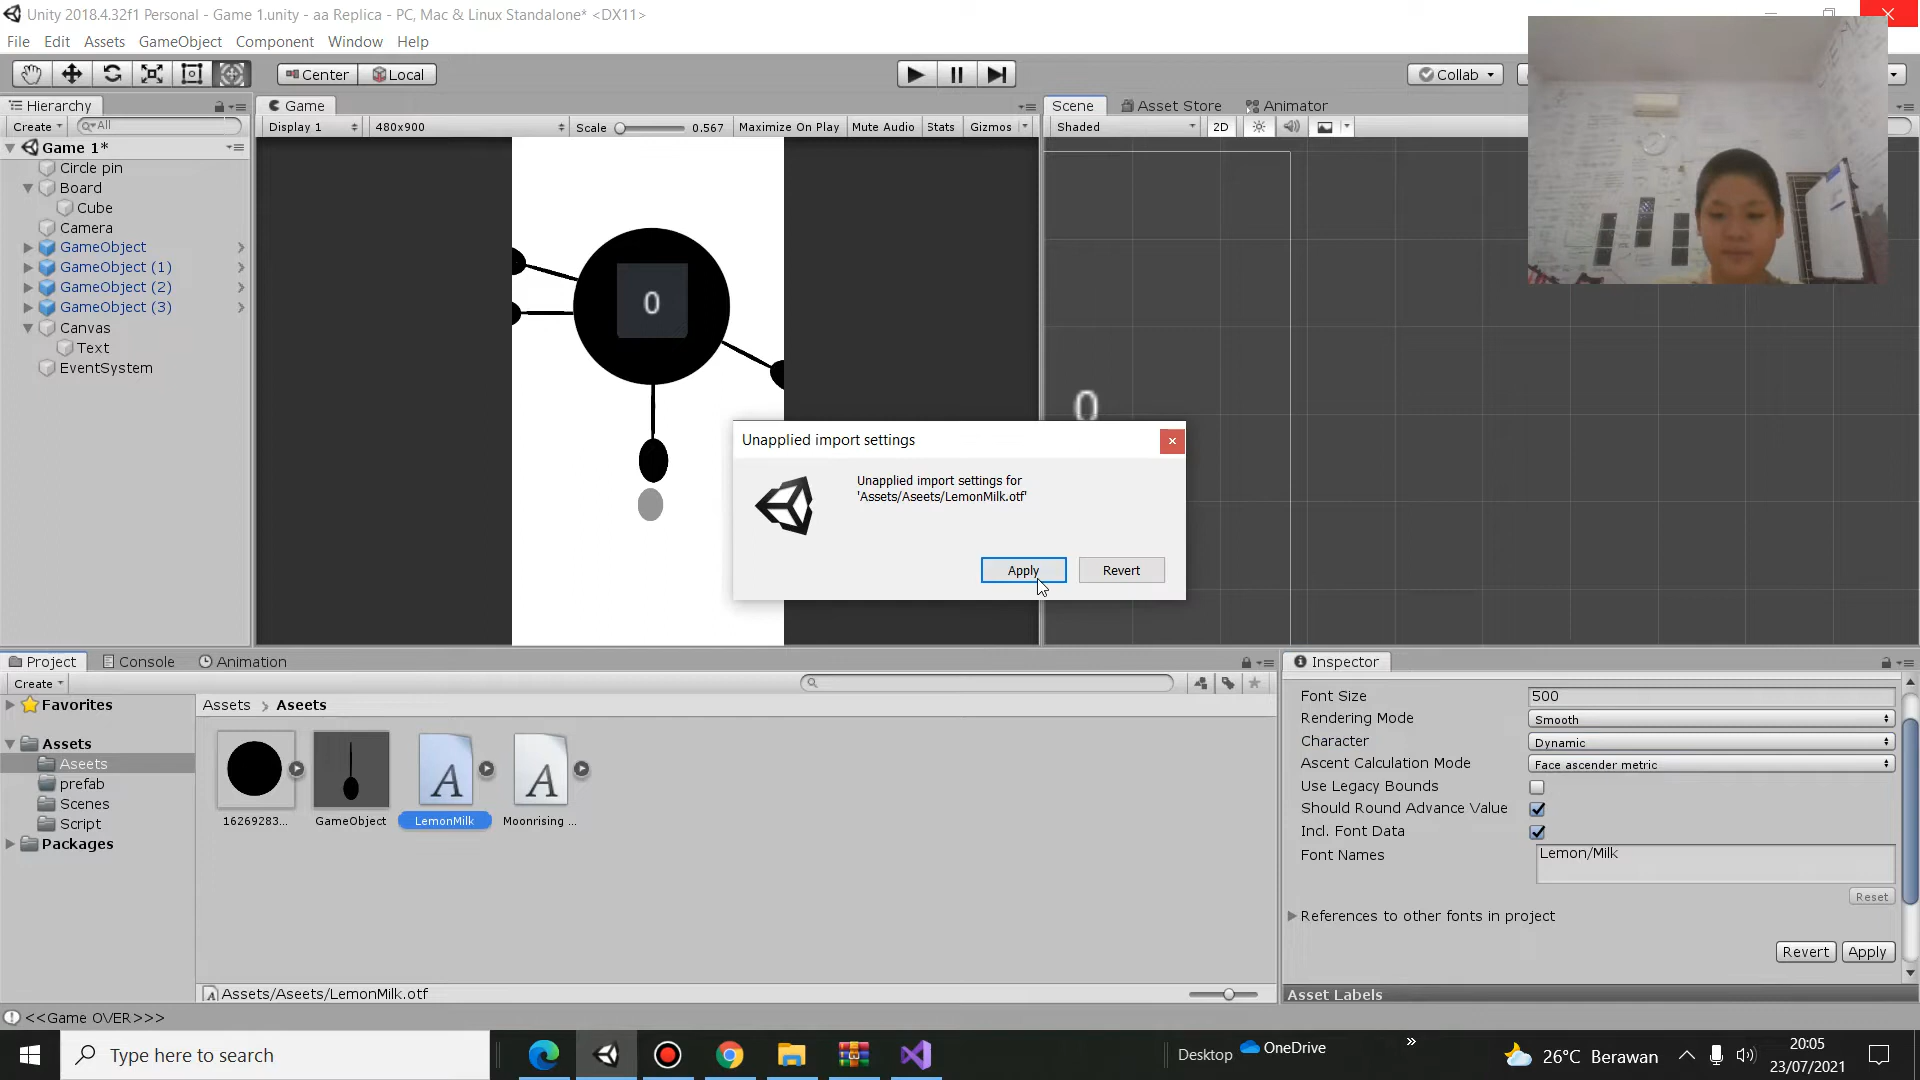 Unity 2018.4.32f1 Personal - Game 1.unity - aa Replica - PC, Mac & Linux Standalone* <DX11>
File Edit Assets GameObject Component Window Help
Center Local Collab
Hierarchy
Create All
Game 1*
Circle pin
Board
Cube
Camera
GameObject
GameObject (1)
GameObject (2)
GameObject (3)
Canvas
Text
EventSystem
Game
Display 1 480x900 Scale 0.567 Maximize On Play Mute Audio Stats Gizmos
0
Scene Asset Store Animator
Shaded 2D
0
Unapplied import settings
Unapplied import settings for
'Assets/Aseets/LemonMilk.otf'
Apply Revert
Project Console Animation
Create
Favorites
Assets
Aseets
prefab
Scenes
Script
Packages
Assets > Aseets
16269283...
GameObject
LemonMilk
Moonrising ...
Assets/Aseets/LemonMilk.otf
Inspector
Font Size 500
Rendering Mode Smooth
Character Dynamic
Ascent Calculation Mode Face ascender metric
Use Legacy Bounds
Should Round Advance Value
Incl. Font Data
Font Names Lemon/Milk
Reset
References to other fonts in project
Revert Apply
Asset Labels
<<Game OVER>>>
Type here to search
Desktop OneDrive
26°C Berawan
20:05
23/07/2021